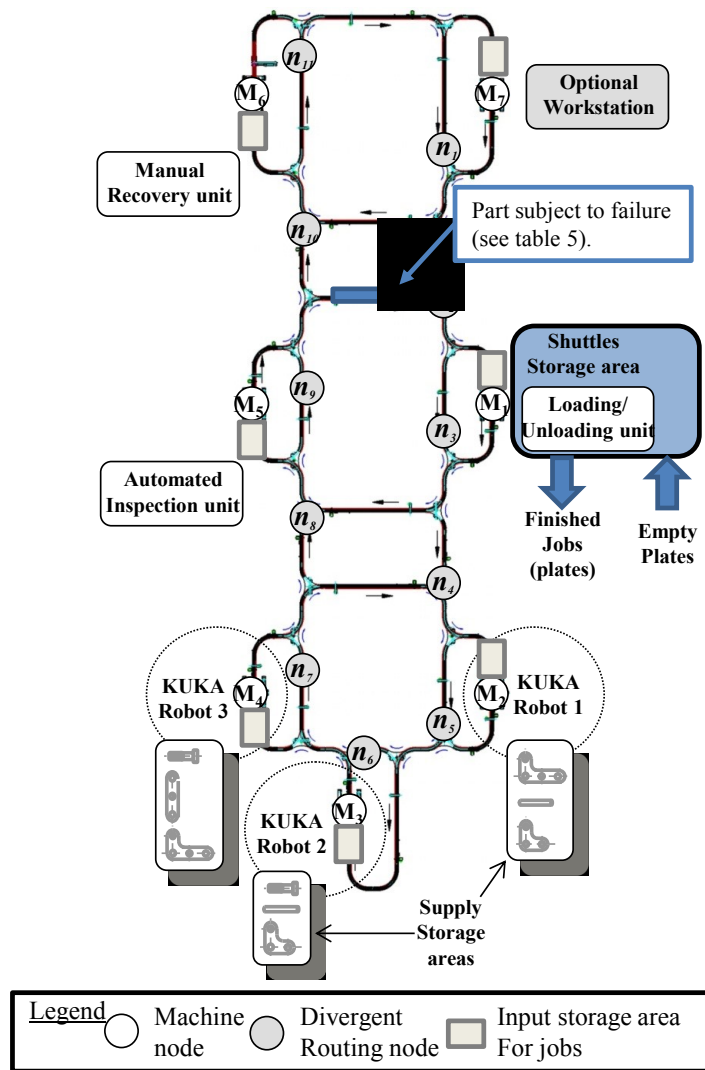 n11
M6
M7
Optional
Workstation
Manual
Recovery unit
n1
n10
Part subject to failure
(see table 5).
Shuttles
Storage area
Loading/
Unloading unit
M5
n9
M1
n3
Automated
Inspection unit
n8
Finished
Jobs
(plates)
Empty
Plates
n4
KUKA
Robot 3
M4
n7
M2
KUKA
Robot 1
n5
n6
KUKA
Robot 2
M3
Supply
Storage
areas
Legend
Machine
node
Divergent
Routing node
Input storage area
For jobs